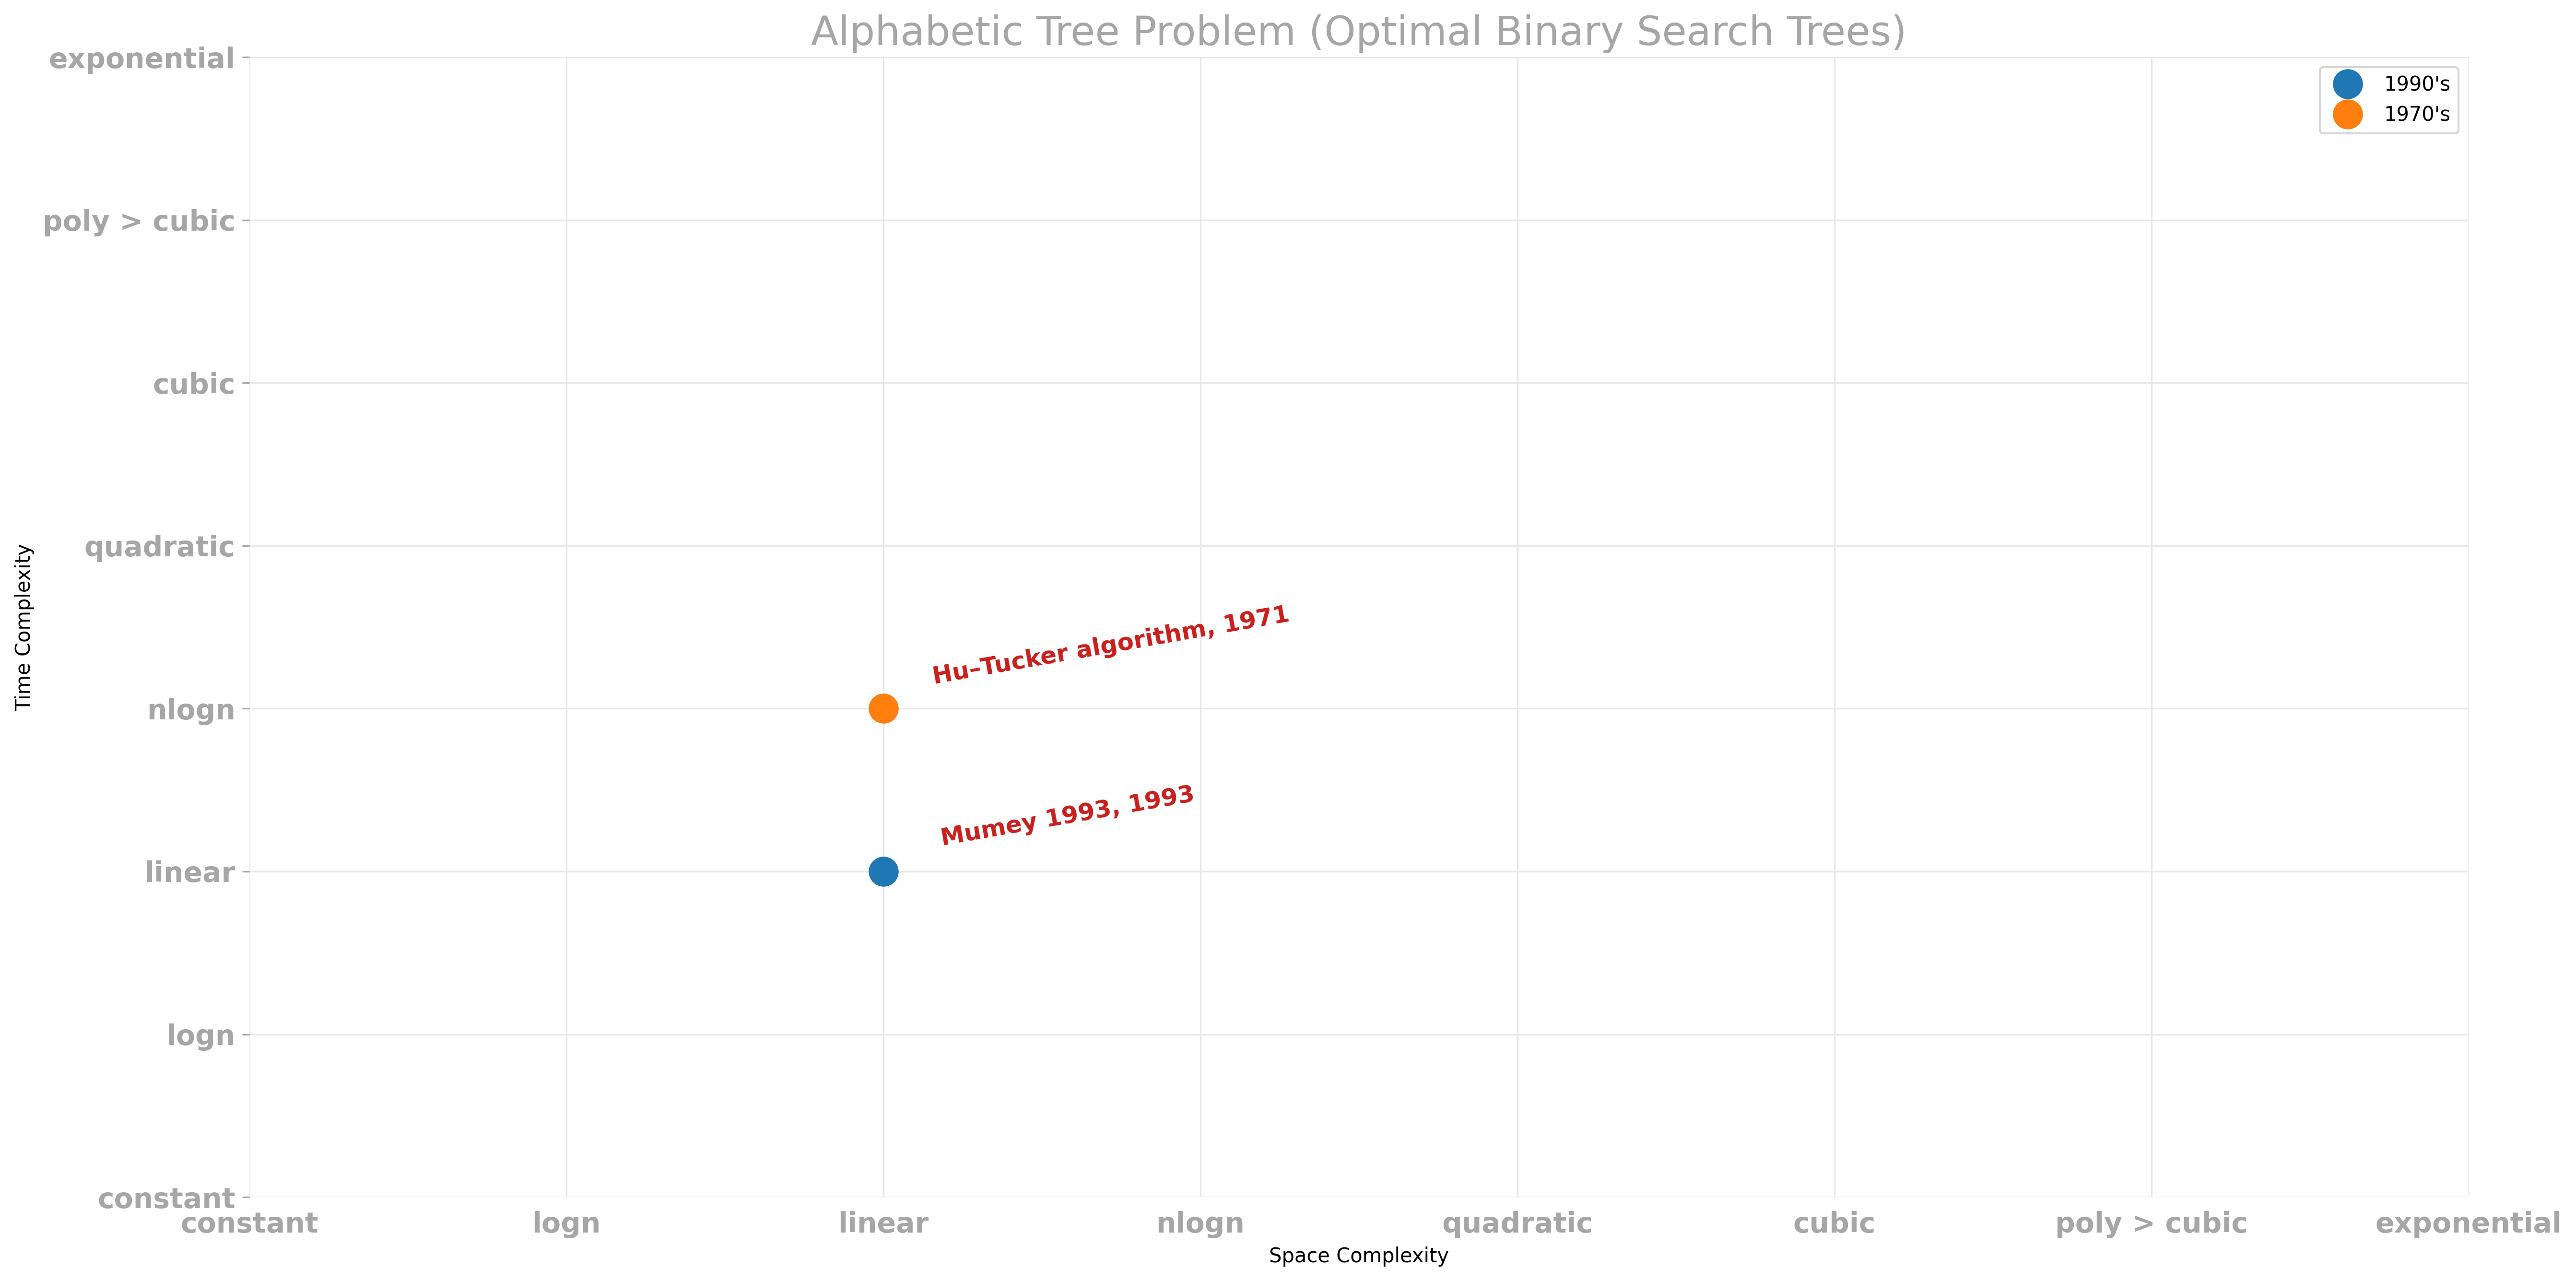 Alphabetic Tree Problem (Optimal Binary Search Trees)
exponential
poly > cubic
cubic
quadratic
nlogn
linear
logn
constant
Time Complexity
1990's
1970's
Hu–Tucker algorithm, 1971
Mumey 1993, 1993
constant
logn
linear
nlogn
quadratic
cubic
poly > cubic
exponential
Space Complexity